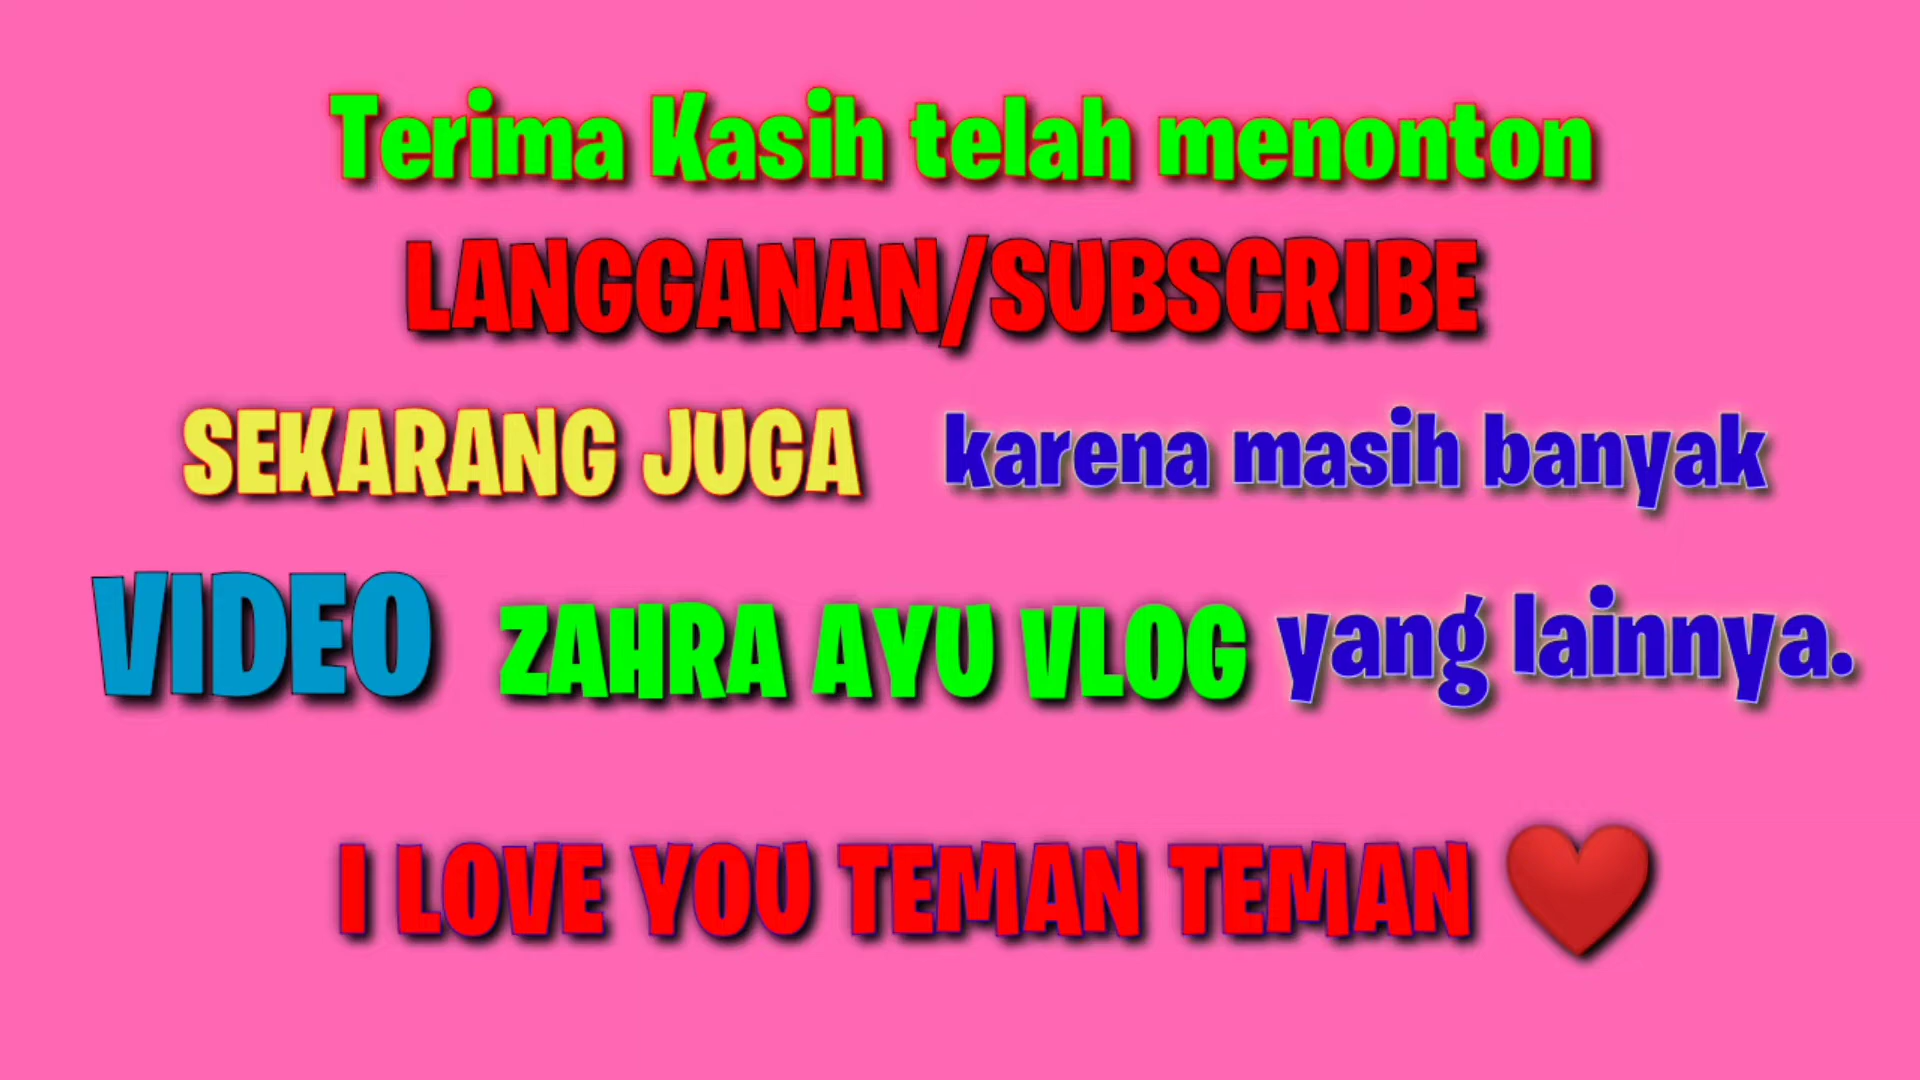 Terima Kasih telah menonton
LANGGANAN/SUBSCRIBE
SEKARANG JUGA karena masih banyak
VIDEO ZAHRA AYU VLOG yang lainnya.
I LOVE YOU TEMAN TEMAN ❤️